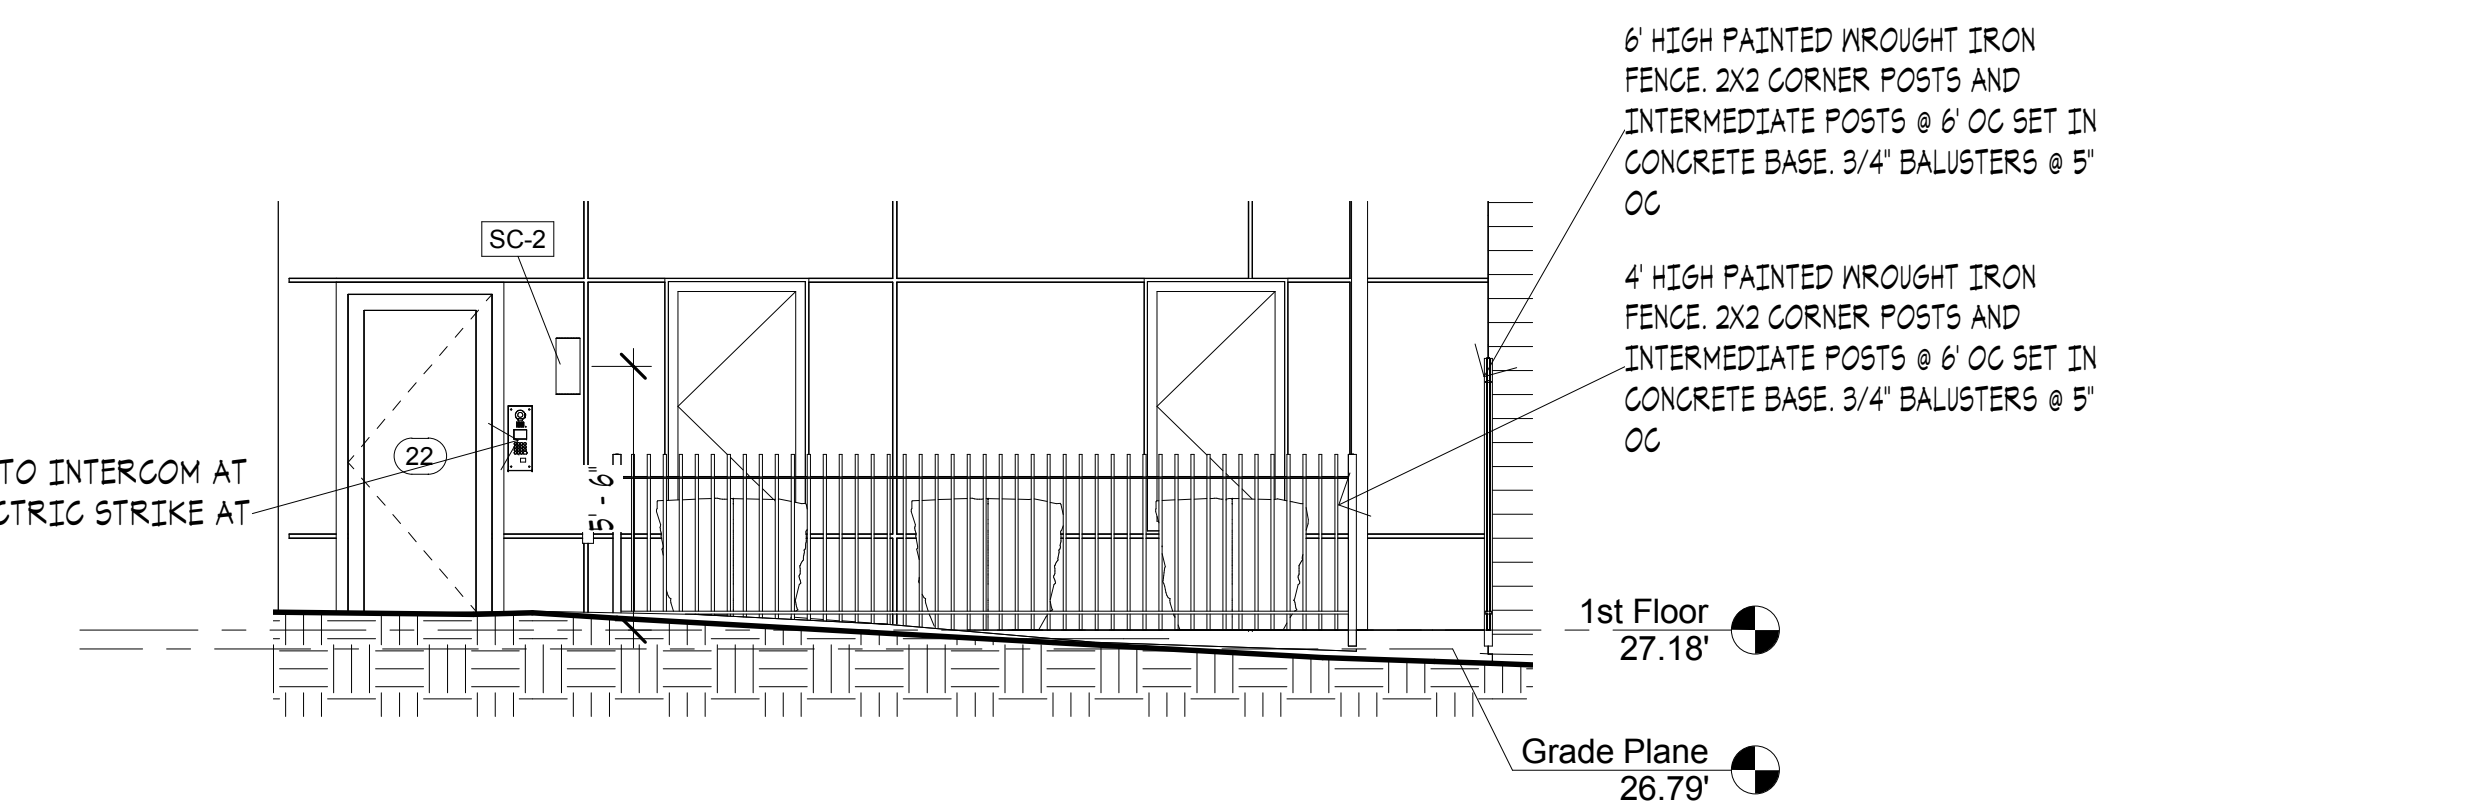 6' HIGH PAINTED WROUGHT IRON
FENCE. 2X2 CORNER POSTS AND
INTERMEDIATE POSTS @ 6' OC SET IN
CONCRETE BASE. 3/4" BALUSTERS @ 5"
OC
SC-2
4' HIGH PAINTED WROUGHT IRON
FENCE. 2X2 CORNER POSTS AND
INTERMEDIATE POSTS @ 6' OC SET IN
CONCRETE BASE. 3/4" BALUSTERS @ 5"
OC
22
TO INTERCOM AT
CTRIC STRIKE AT
5' - 6"
1st Floor
27.18'
Grade Plane
26.79'